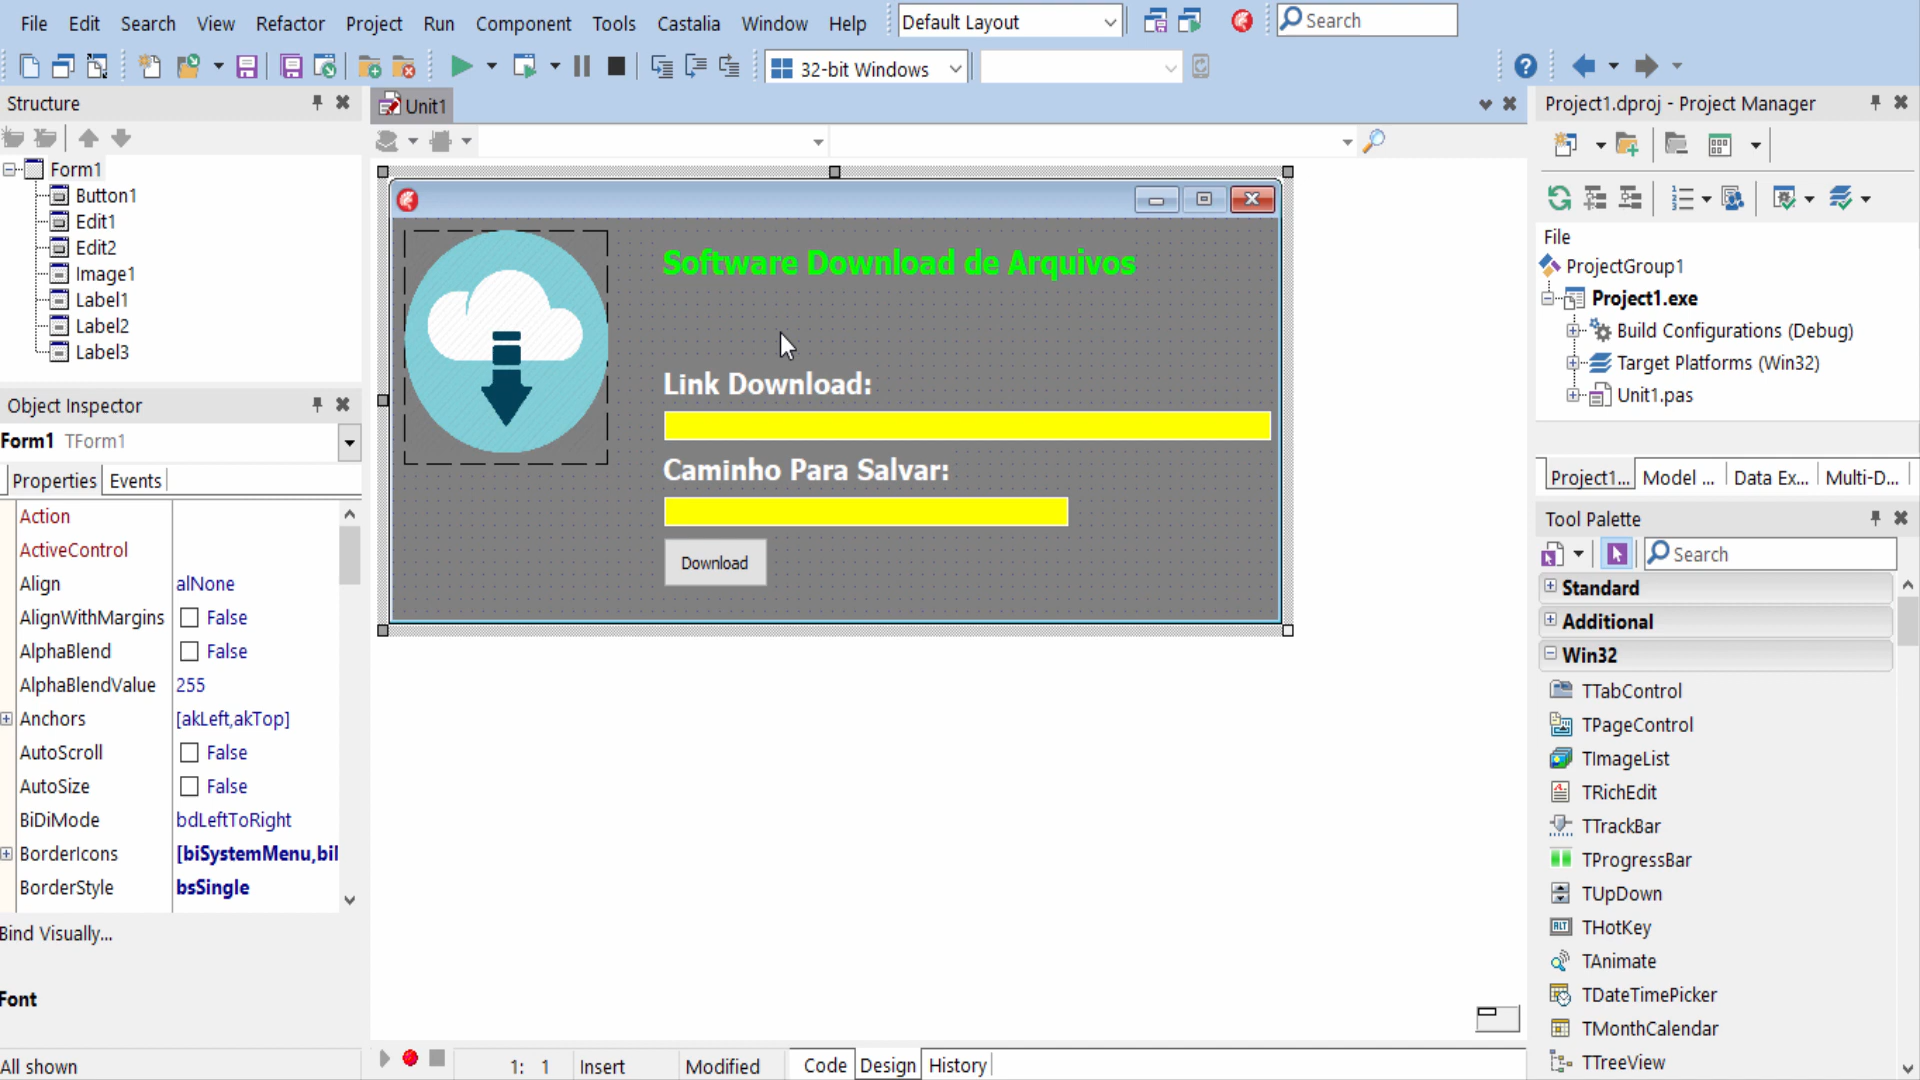 File Edit Search View Refactor Project Run Component Tools Castalia Window Help Default Layout Search
32-bit Windows
Structure
Form1
Button1
Edit1
Edit2
Image1
Label1
Label2
Label3
Object Inspector
Form1 TForm1
Properties Events
Action
ActiveControl
Align alNone
AlignWithMargins False
AlphaBlend False
AlphaBlendValue 255
Anchors [akLeft,akTop]
AutoScroll False
AutoSize False
BiDiMode bdLeftToRight
BorderIcons [biSystemMenu,biI
BorderStyle bsSingle
Bind Visually...
Font
All shown
Unit1
Software Download de Arquivos
Link Download:
Caminho Para Salvar:
Download
1: 1 Insert Modified Code Design History
Project1.dproj - Project Manager
File
ProjectGroup1
Project1.exe
Build Configurations (Debug)
Target Platforms (Win32)
Unit1.pas
Project1... Model ... Data Ex... Multi-D...
Tool Palette
Search
Standard
Additional
Win32
TTabControl
TPageControl
TImageList
TRichEdit
TTrackBar
TProgressBar
TUpDown
THotKey
TAnimate
TDateTimePicker
TMonthCalendar
TTreeView